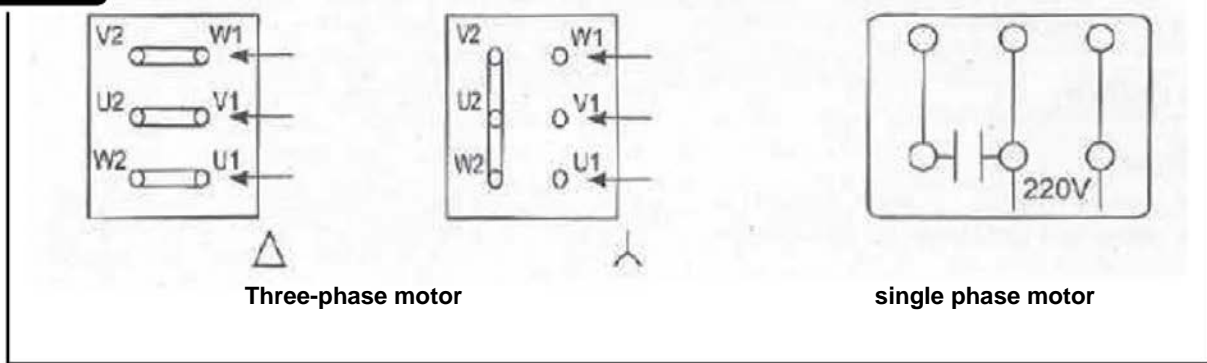 V2 W1
U2 V1
W2 U1
V2 W1
U2 V1
W2 U1
220V
Three-phase motor
single phase motor